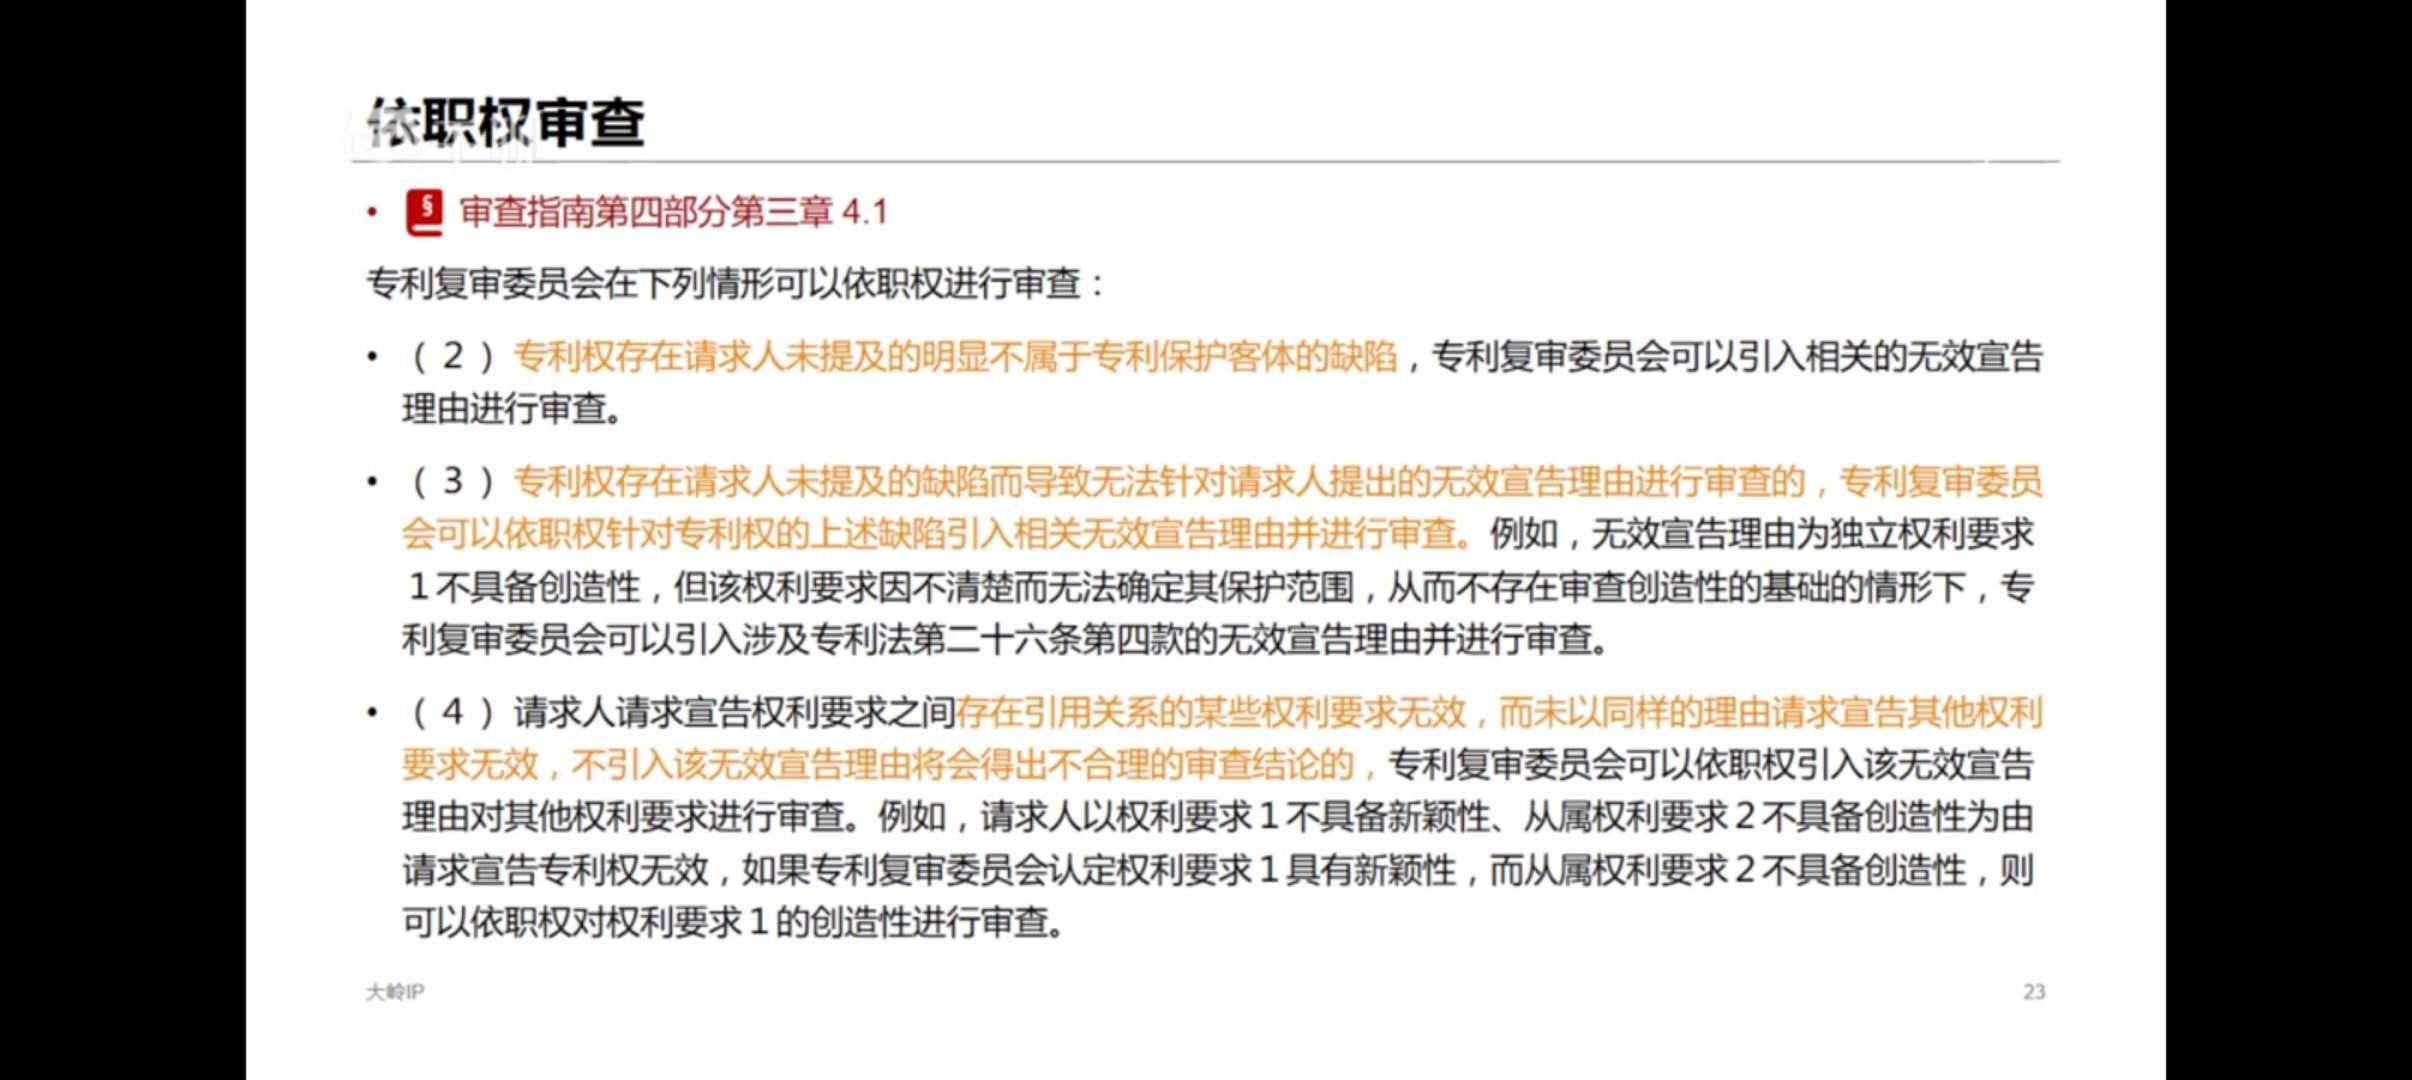 依职权审查
• § 审查指南第四部分第三章 4.1
专利复审委员会在下列情形可以依职权进行审查：
• （2）专利权存在请求人未提及的明显不属于专利保护客体的缺陷，专利复审委员会可以引入相关的无效宣告
理由进行审查。
• （3）专利权存在请求人未提及的缺陷而导致无法针对请求人提出的无效宣告理由进行审查的，专利复审委员
会可以依职权针对专利权的上述缺陷引入相关无效宣告理由并进行审查。例如，无效宣告理由为独立权利要求
1不具备创造性，但该权利要求因不清楚而无法确定其保护范围，从而不存在审查创造性的基础的情形下，专
利复审委员会可以引入涉及专利法第二十六条第四款的无效宣告理由并进行审查。
• （4）请求人请求宣告权利要求之间存在引用关系的某些权利要求无效，而未以同样的理由请求宣告其他权利
要求无效，不引入该无效宣告理由将会得出不合理的审查结论的，专利复审委员会可以依职权引入该无效宣告
理由对其他权利要求进行审查。例如，请求人以权利要求1不具备新颖性、从属权利要求2不具备创造性为由
请求宣告专利权无效，如果专利复审委员会认定权利要求1具有新颖性，而从属权利要求2不具备创造性，则
可以依职权对权利要求1的创造性进行审查。
大岭IP
23